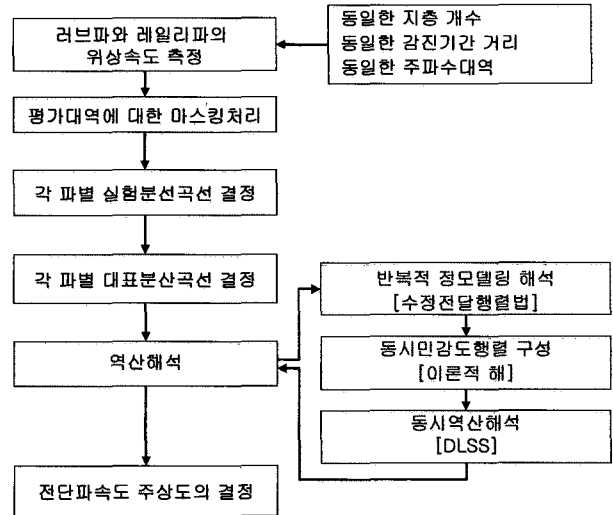 러브파와 레일리파의
위상속도 측정
동일한 지층 개수
동일한 감진기간 거리
동일한 주파수대역
평가대역에 대한 마스킹처리
각 파별 실험분선곡선 결정
각 파별 대표분산곡선 결정
반복적 정모델링 해석
[수정전달행렬법]
역산해석
동시민감도행렬 구성
[이론적 해]
동시역산해석
[DLSS]
전단파속도 주상도의 결정